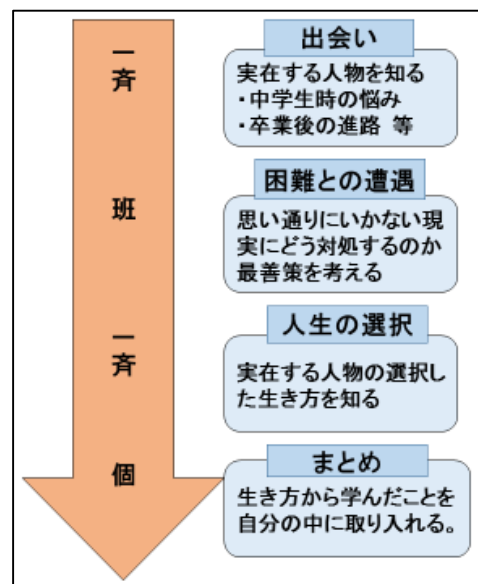 一斉
出会い
実在する人物を知る
・中学生時の悩み
・卒業後の進路 等
班
困難との遭遇
思い通りにいかない現
実にどう対処するのか
最善策を考える
一斉
人生の選択
実在する人物の選択し
た生き方を知る
個
まとめ
生き方から学んだことを
自分の中に取り入れる。